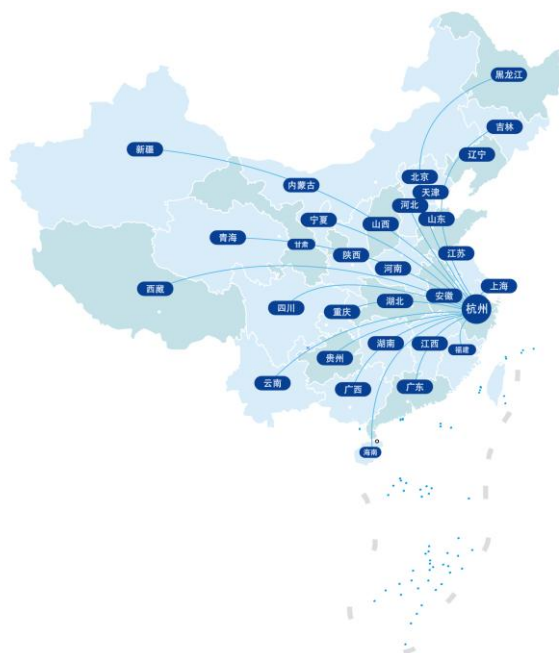 黑龙江
吉林
辽宁
新疆
北京
内蒙古
天津
河北
宁夏
山西
山东
青海
甘肃
陕西
江苏
河南
西藏
上海
安徽
四川
重庆
湖北
杭州
贵州
湖南
江西
福建
云南
广西
广东
海南